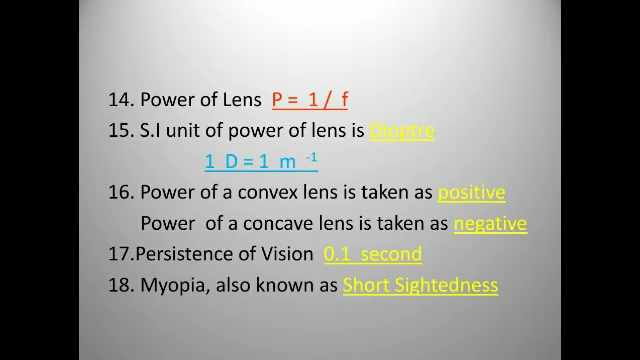 14. Power of Lens P = 1 / f
15. S.I unit of power of lens is Dioptre
1 D = 1 m ⁻¹
16. Power of a convex lens is taken as positive
Power of a concave lens is taken as negative
17.Persistence of Vision 0.1 second
18. Myopia, also known as Short Sightedness